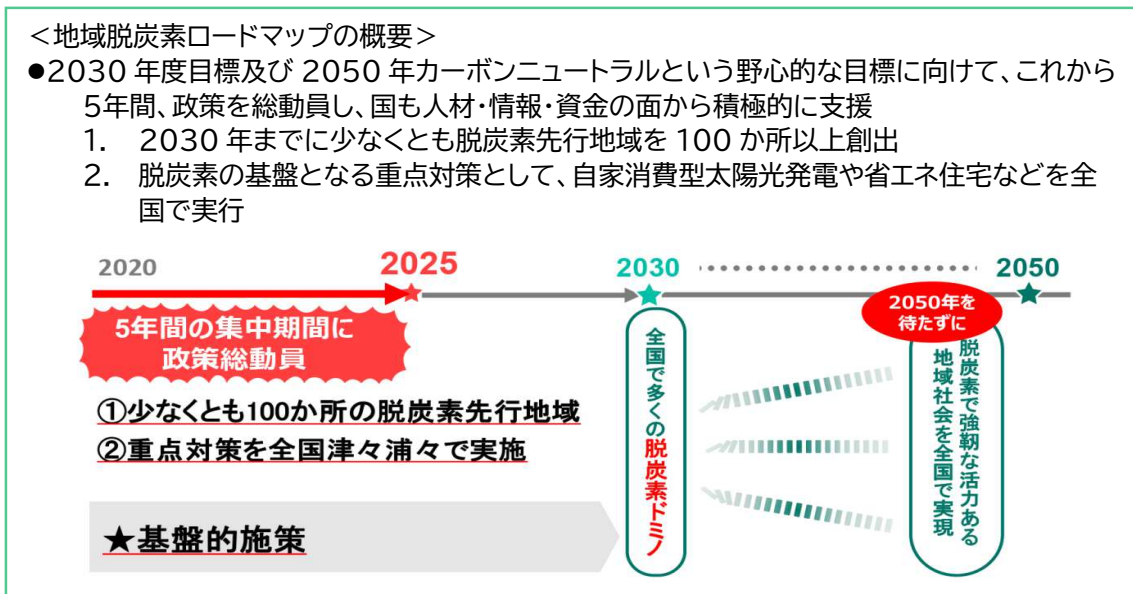 ＜地域脱炭素ロードマップの概要＞
●2030 年度目標及び 2050 年カーボンニュートラルという野心的な目標に向けて、これから
5年間、政策を総動員し、国も人材・情報・資金の面から積極的に支援
1. 2030 年までに少なくとも脱炭素先行地域を 100 か所以上創出
2. 脱炭素の基盤となる重点対策として、自家消費型太陽光発電や省エネ住宅などを全
国で実行
2020
2025
2030
2050
5年間の集中期間に
政策総動員
①少なくとも100か所の脱炭素先行地域
②重点対策を全国津々浦々で実施
★基盤的施策
全国で多くの脱炭素ドミノ
2050年を
待たずに
脱炭素で強靭な活力ある
地域社会を全国で実現